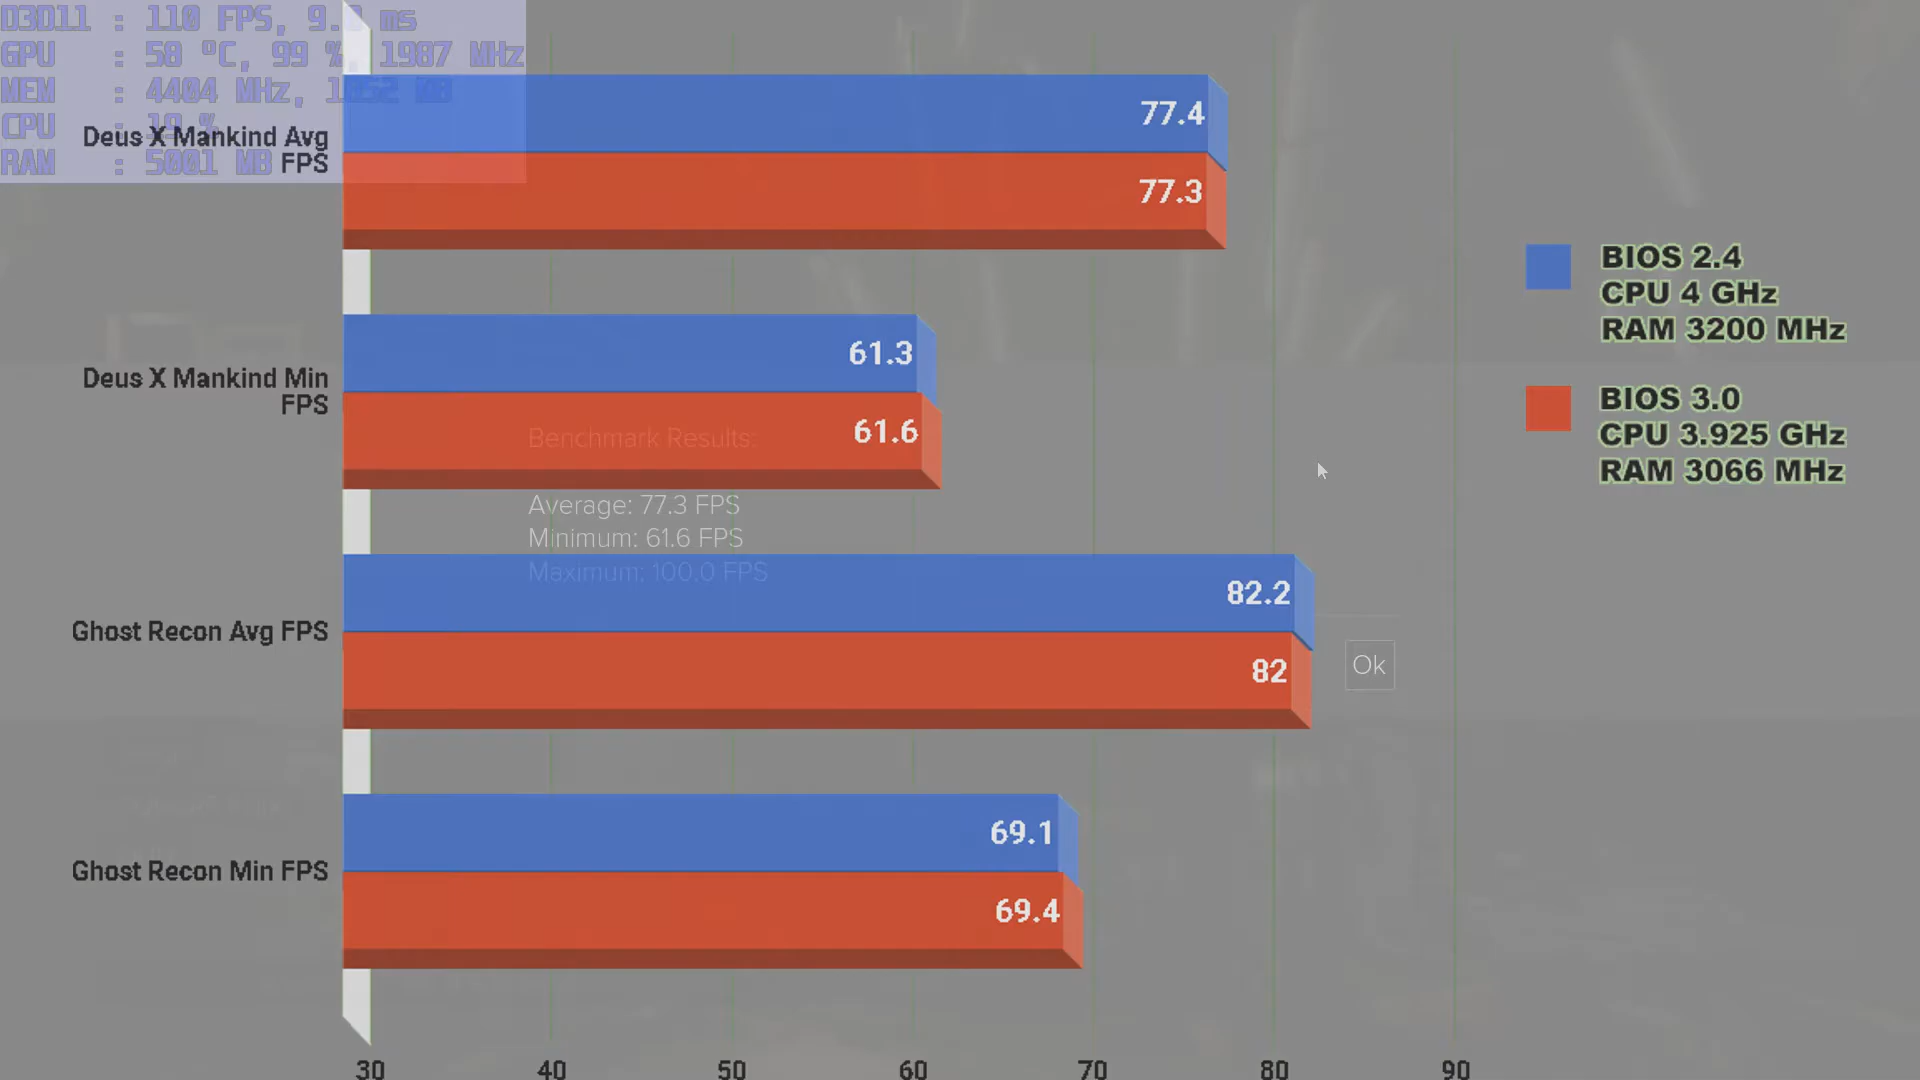 D3D11 : 110 FPS, 9. ms
GPU : 58 °C, 99 %, 1987 MHz
MEM : 4404 MHz, MB
CPU : 19 %
RAM : 5001 MB
Deus X Mankind Avg
FPS
77.4
77.3
Deus X Mankind Min
FPS
61.3
61.6
Benchmark Results:
Average: 77.3 FPS
Minimum: 61.6 FPS
Maximum: 100.0 FPS
Ghost Recon Avg FPS
82.2
82
Ok
Ghost Recon Min FPS
69.1
69.4
30 40 50 60 70 80 90
BIOS 2.4
CPU 4 GHz
RAM 3200 MHz
BIOS 3.0
CPU 3.925 GHz
RAM 3066 MHz